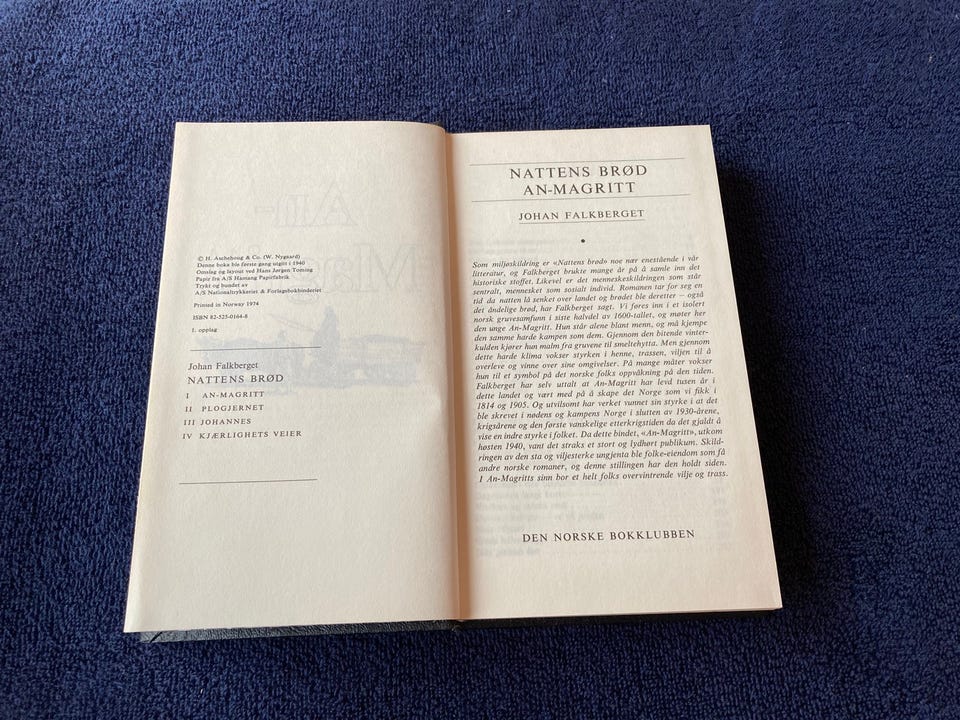 © H. Aschehoug & Co. (W. Nygaard)
Denne boka ble første gang utgitt i 1940
Omslag og layout ved Hans Jørgen Toming
Papir fra A/S Hamang Papirfabrik
Trykt og bundet av
A/S Nationaltrykkeriet & Forlagsbokbinderiet
Printed in Norway 1974
ISBN 82-525-0164-8
1. opplag
Johan Falkberget
NATTENS BRØD
I AN-MAGRITT
II PLOGJERNET
III JOHANNES
IV KJÆRLIGHETS VEIER
NATTENS BRØD
AN-MAGRITT
JOHAN FALKBERGET
•
Som miljøskildring er «Nattens brød» noe nær enestående i vår
litteratur, og Falkberget brukte mange år på å samle inn det
historiske stoffet. Likevel er det menneskeskildringen som står
sentralt, mennesket som sosialt individ. Romanen tar for seg en
tid da natten lå senket over landet og brødet ble deretter – også
det åndelige brød, har Falkberget sagt. Vi føres inn i et isolert
norsk gruvesamfunn i siste halvdel av 1600-tallet, og møter her
den unge An-Magritt. Hun står alene blant menn, og må kjempe
den samme harde kampen som dem. Gjennom den bitende vinter-
kulden kjører hun malm fra gruvene til smeltehytta. Men gjennom
dette harde klima vokser styrken i henne, trassen, viljen til å
overleve og vinne over sine omgivelser. På mange måter vokser
hun til et symbol på det norske folks oppvåkning på den tiden.
Falkberget har selv uttalt at An-Magritt har levd tusen år i
dette landet og vært med på å skape det Norge som vi fikk i
1814 og 1905. Og utvilsomt har verket vunnet sin styrke i at det
ble skrevet i nødens og kampens Norge i slutten av 1930-årene,
krigsårene og den første vanskelige etterkrigstiden da det gjaldt å
vise en indre styrke i folket. Da dette bindet, «An-Magritt», utkom
høsten 1940, vant det straks et stort og lydhørt publikum. Skild-
ringen av den sta og viljesterke ungjenta ble folke-eiendom som få
andre norske romaner, og denne stillingen har den holdt siden.
I An-Magritts sinn bor et helt folks overvintrende vilje og trass.
DEN NORSKE BOKKLUBBEN